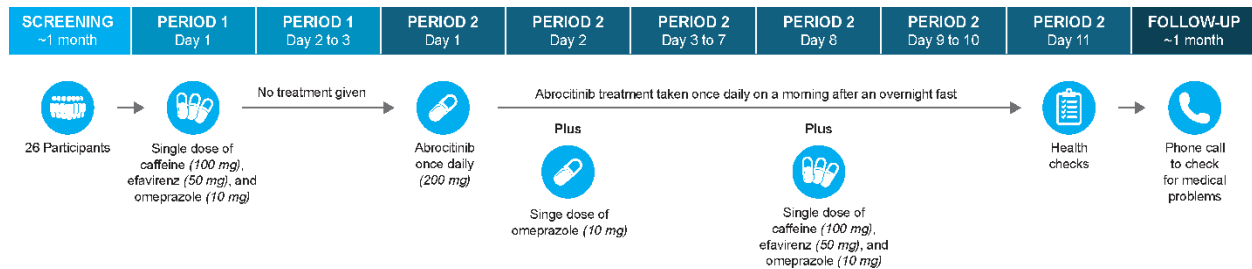 SCREENING
~1 month
PERIOD 1
Day 1
PERIOD 1
Day 2 to 3
PERIOD 2
Day 1
PERIOD 2
Day 2
PERIOD 2
Day 3 to 7
PERIOD 2
Day 8
PERIOD 2
Day 9 to 10
PERIOD 2
Day 11
FOLLOW-UP
~1 month
26 Participants
Single dose of
caffeine (100 mg),
efavirenz (50 mg), and
omeprazole (10 mg)
No treatment given
Abrocitinib
once daily
(200 mg)
Abrocitinib treatment taken once daily on a morning after an overnight fast
Plus
Singe dose of
omeprazole (10 mg)
Plus
Single dose of
caffeine (100 mg),
efavirenz (50 mg), and
omeprazole (10 mg)
Health
checks
Phone call
to check
for medical
problems